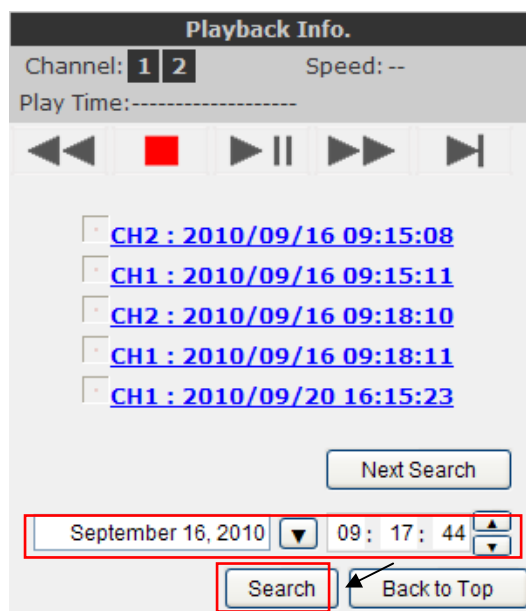 Playback Info.
Channel: 1 2 Speed: --
Play Time:-------------------
CH2 : 2010/09/16 09:15:08
CH1 : 2010/09/16 09:15:11
CH2 : 2010/09/16 09:18:10
CH1 : 2010/09/16 09:18:11
CH1 : 2010/09/20 16:15:23
Next Search
September 16, 2010 09 : 17 : 44
Search Back to Top